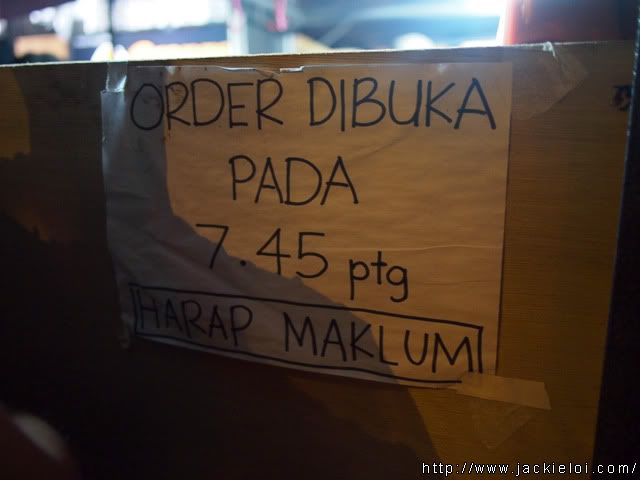 ORDER DIBUKA
PADA
7.45 ptg
HARAP MAKLUM
http://www.jackieloi.com/